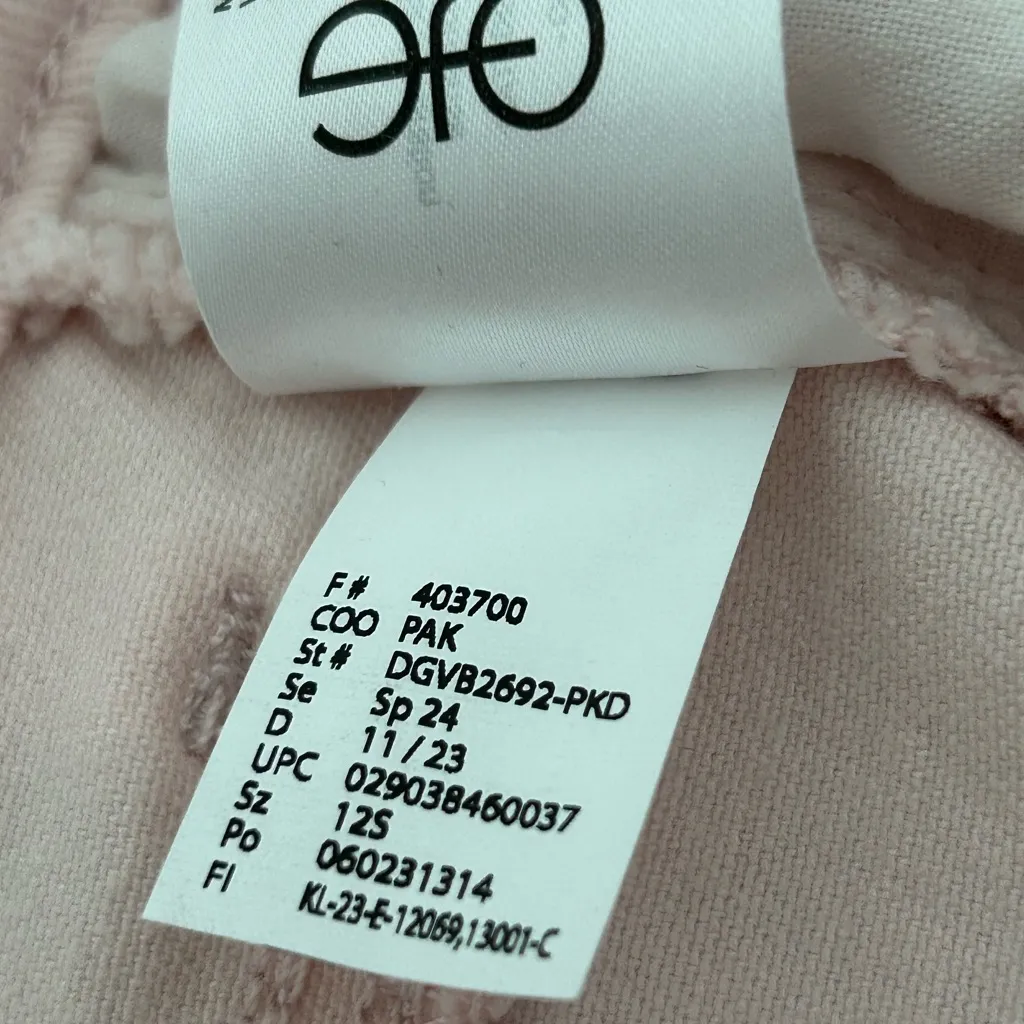 F # 403700
COO PAK
St # DGVB2692-PKD
Se Sp 24
D 11 / 23
UPC 029038460037
Sz 12S
Po 060231314
Fl KL-23-E-12069,13001-C